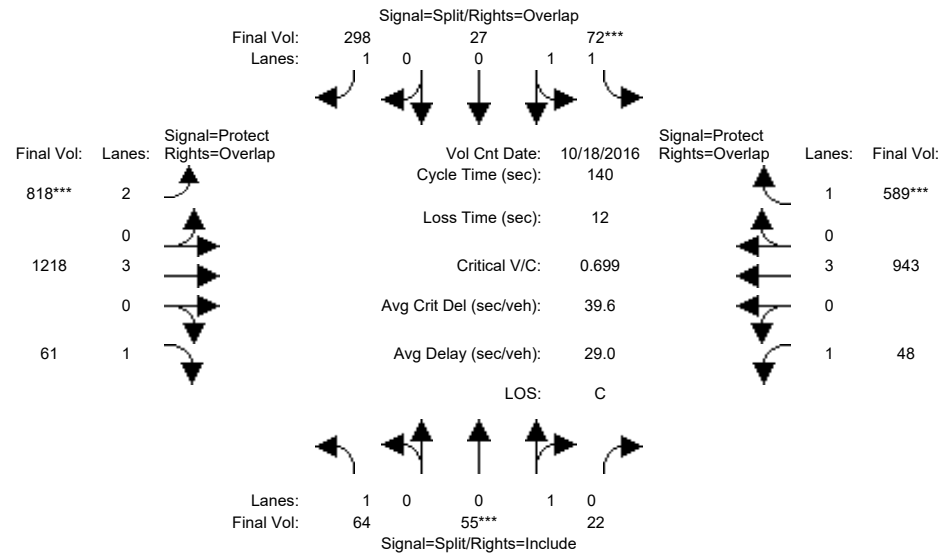 Signal=Split/Rights=Overlap
Final Vol: 298 27 72***
Lanes: 1 0 0 1 1
Signal=Protect
Final Vol: Lanes: Rights=Overlap
Vol Cnt Date: 10/18/2016
Signal=Protect
Rights=Overlap Lanes: Final Vol:
Cycle Time (sec): 140
818*** 2
1 589***
Loss Time (sec): 12
0
0
1218 3
Critical V/C: 0.699
3 943
0
Avg Crit Del (sec/veh): 39.6
0
61 1
Avg Delay (sec/veh): 29.0
1 48
LOS: C
Lanes: 1 0 0 1 0
Final Vol: 64 55*** 22
Signal=Split/Rights=Include